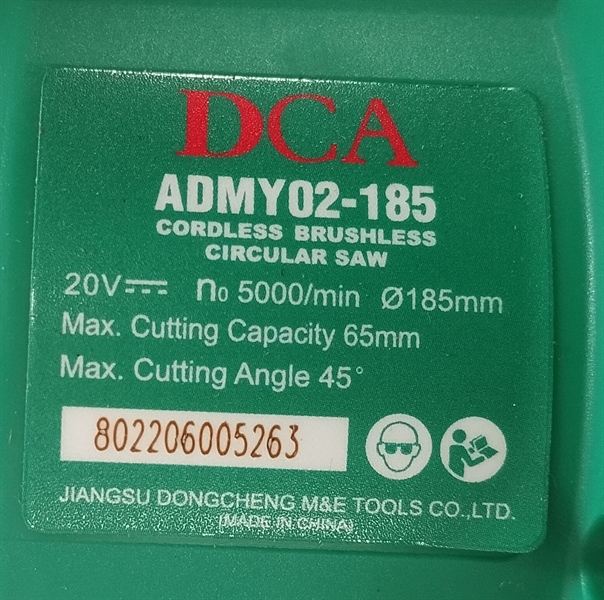 DCA
ADMY02-185
CORDLESS BRUSHLESS
CIRCULAR SAW
20V⎓ n₀ 5000/min Ø185mm
Max. Cutting Capacity 65mm
Max. Cutting Angle 45°
802206005263
JIANGSU DONGCHENG M&E TOOLS CO.,LTD.
(MADE IN CHINA)